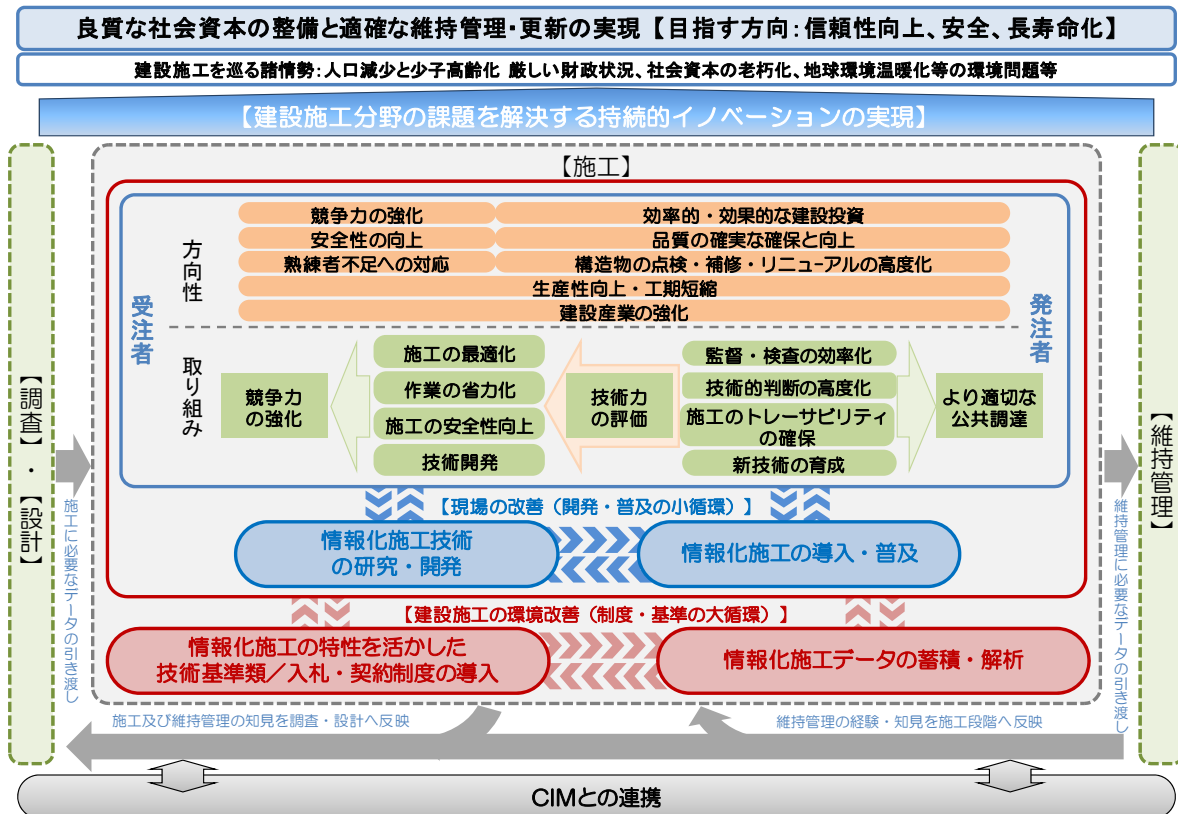 良質な社会資本の整備と適確な維持管理・更新の実現【目指す方向：信頼性向上、安全、長寿命化】
建設施工を巡る諸情勢：人口減少と少子高齢化 厳しい財政状況、社会資本の老朽化、地球環境温暖化等の環境問題等
【建設施工分野の課題を解決する持続的イノベーションの実現】
【調査】・【設計】
施工に必要なデータの引き渡し
【施工】
受注者
方向性
競争力の強化
効率的・効果的な建設投資
安全性の向上
品質の確実な確保と向上
熟練者不足への対応
構造物の点検・補修・リニューアルの高度化
生産性向上・工期短縮
建設産業の強化
発注者
取り組み
競争力
の強化
施工の最適化
作業の省力化
施工の安全性向上
技術開発
技術力
の評価
監督・検査の効率化
技術的判断の高度化
施工のトレーサビリティ
の確保
新技術の育成
より適切な
公共調達
【現場の改善（開発・普及の小循環）】
情報化施工技術
の研究・開発
情報化施工の導入・普及
【建設施工の環境改善（制度・基準の大循環）】
情報化施工の特性を活かした
技術基準類／入札・契約制度の導入
情報化施工データの蓄積・解析
維持管理に必要なデータの引き渡し
【維持管理】
施工及び維持管理の知見を調査・設計へ反映
維持管理の経験・知見を施工段階へ反映
CIMとの連携